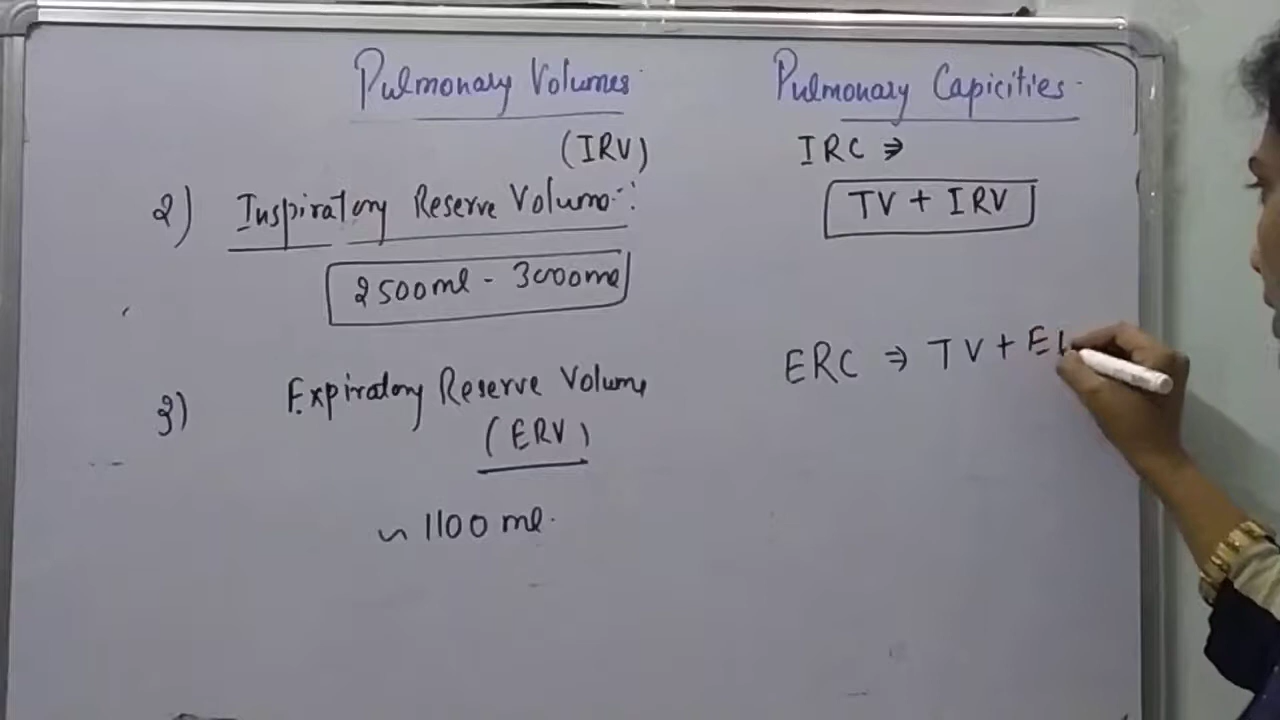 Pulmonary Volumes
(IRV)
2) Inspiratory Reserve Volume:
2500ml - 3000ml
3) Expiratory Reserve Volume
(ERV)
~ 1100 ml.
Pulmonary Capicities
IRC ⇒
TV + IRV
ERC ⇒ TV + E